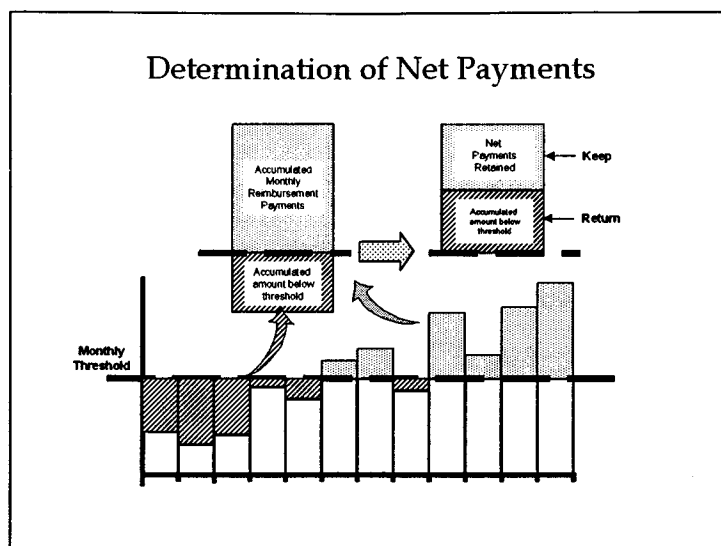 Determination of Net Payments
Accumulated
Monthly
Reimbursement
Payments
Net
Payments
Retained
Keep
Accumulated
amount below
threshold
Return
Accumulated
amount below
threshold
Monthly
Threshold